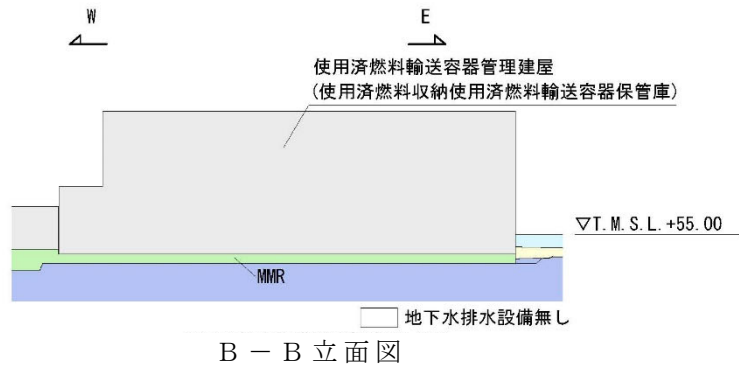 W
E
使用済燃料輸送容器管理建屋
(使用済燃料収納使用済燃料輸送容器保管庫)
▽T.M.S.L.+55.00
MMR
地下水排水設備無し
B－B立面図